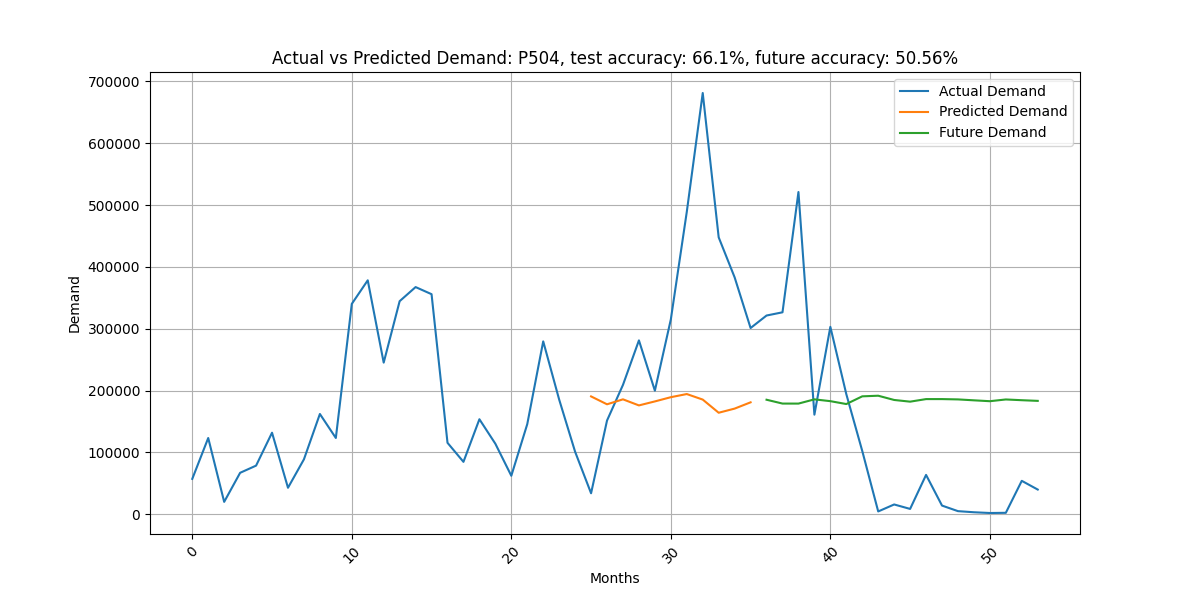 Actual vs Predicted Demand: P504, test accuracy: 66.1%, future accuracy: 50.56%
Actual Demand
Predicted Demand
Future Demand
Demand
700000
600000
500000
400000
300000
200000
100000
0
0
10
20
30
40
50
Months